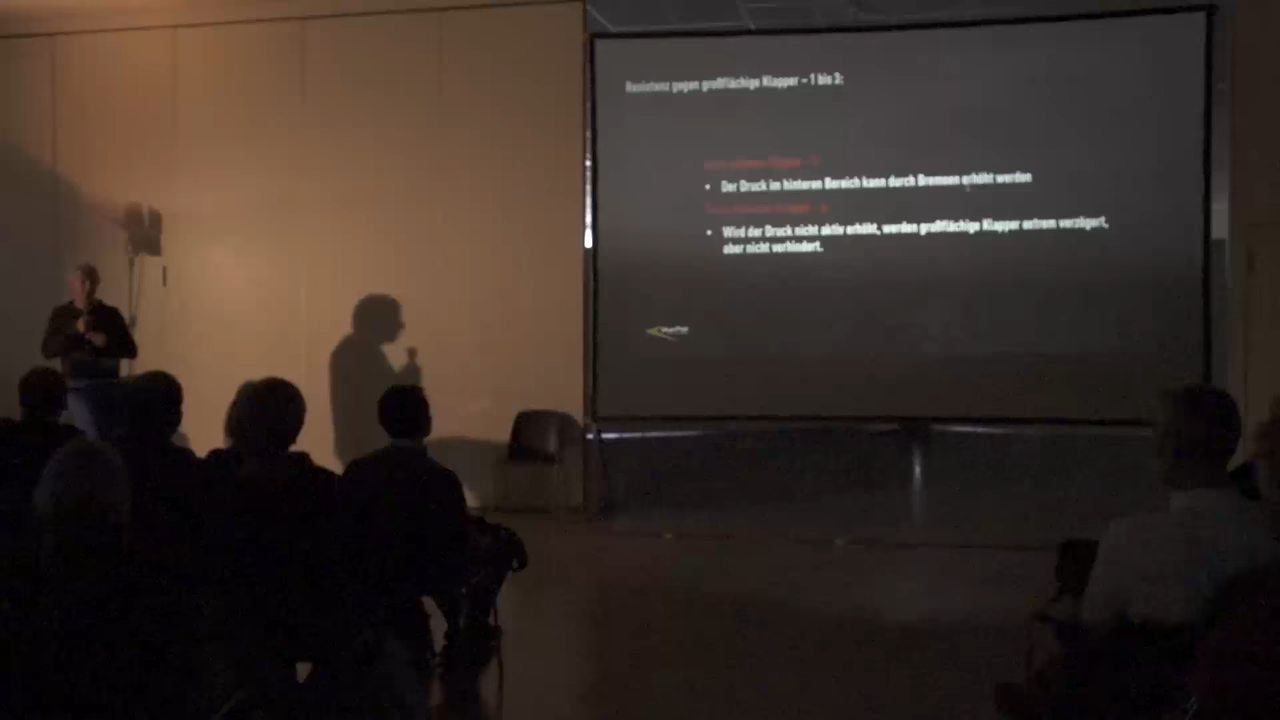 Resistenz gegen großflächige Klapper – 1 bis 3:
• Der Druck im hinteren Bereich kann durch Bremsen erhöht werden
• Wird der Druck nicht aktiv erhöht, werden großflächige Klapper extrem verzögert,
aber nicht verhindert.